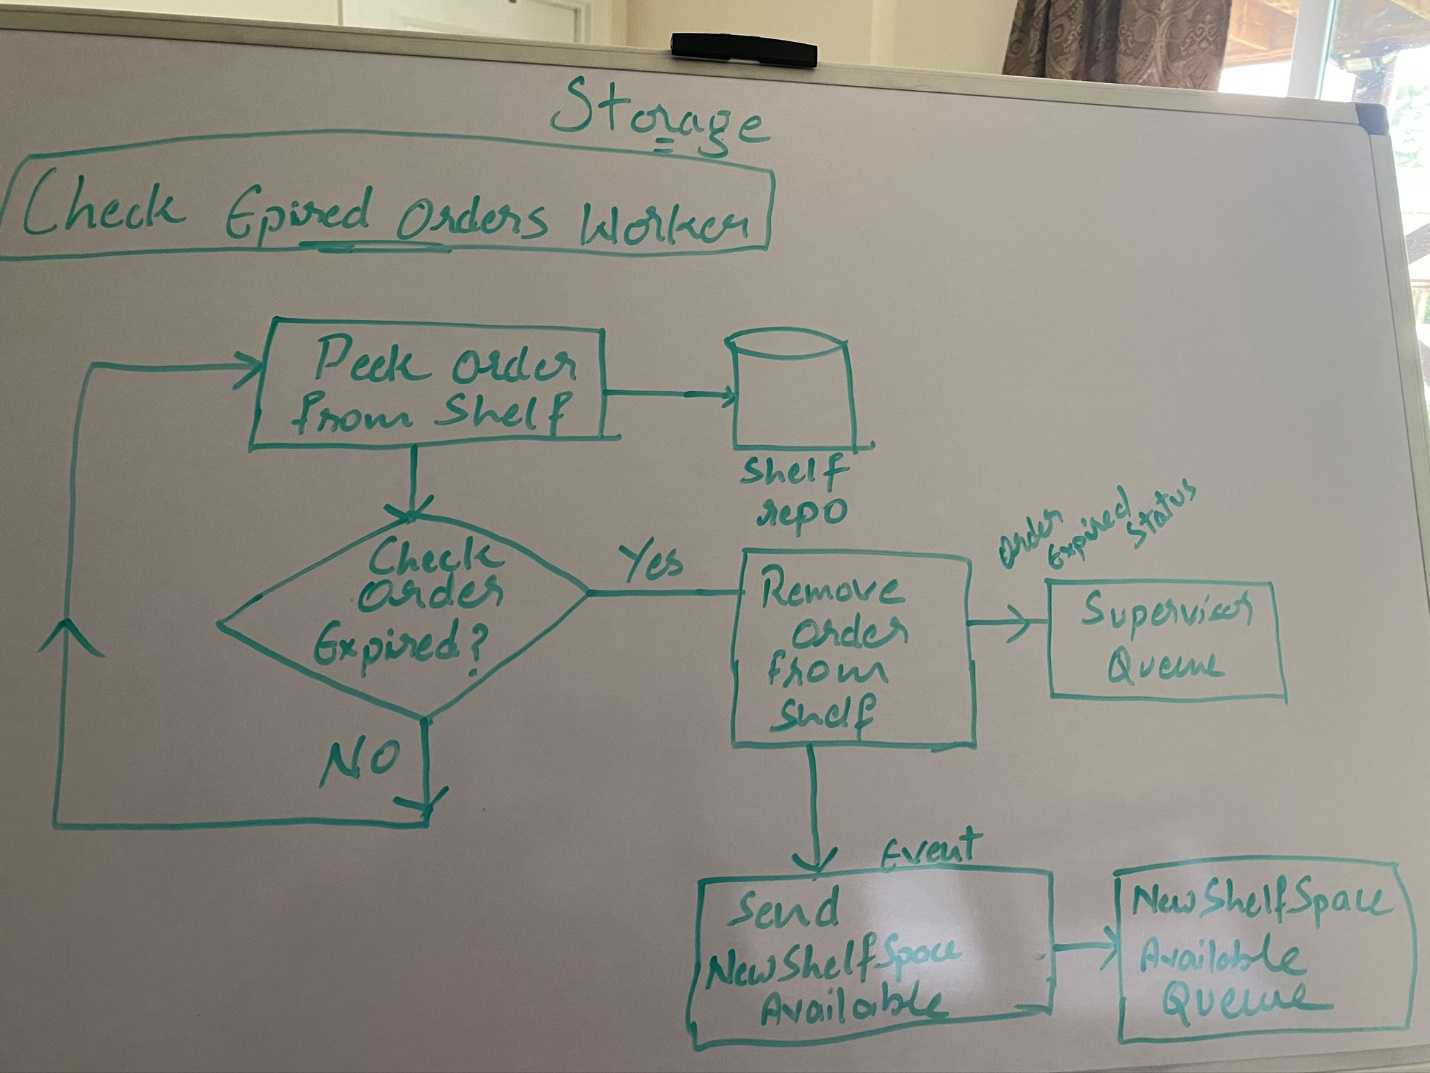 Storage
Check Epired Orders Worker
Peek Order
from Shelf
Shelf
repo
Check
Order
Expired?
Yes
NO
Remove
Order
from
Shelf
Order
Expired
Status
Supervisor
Queue
Event
Send
NewShelfSpace
Available
NewShelfSpace
Available
Queue